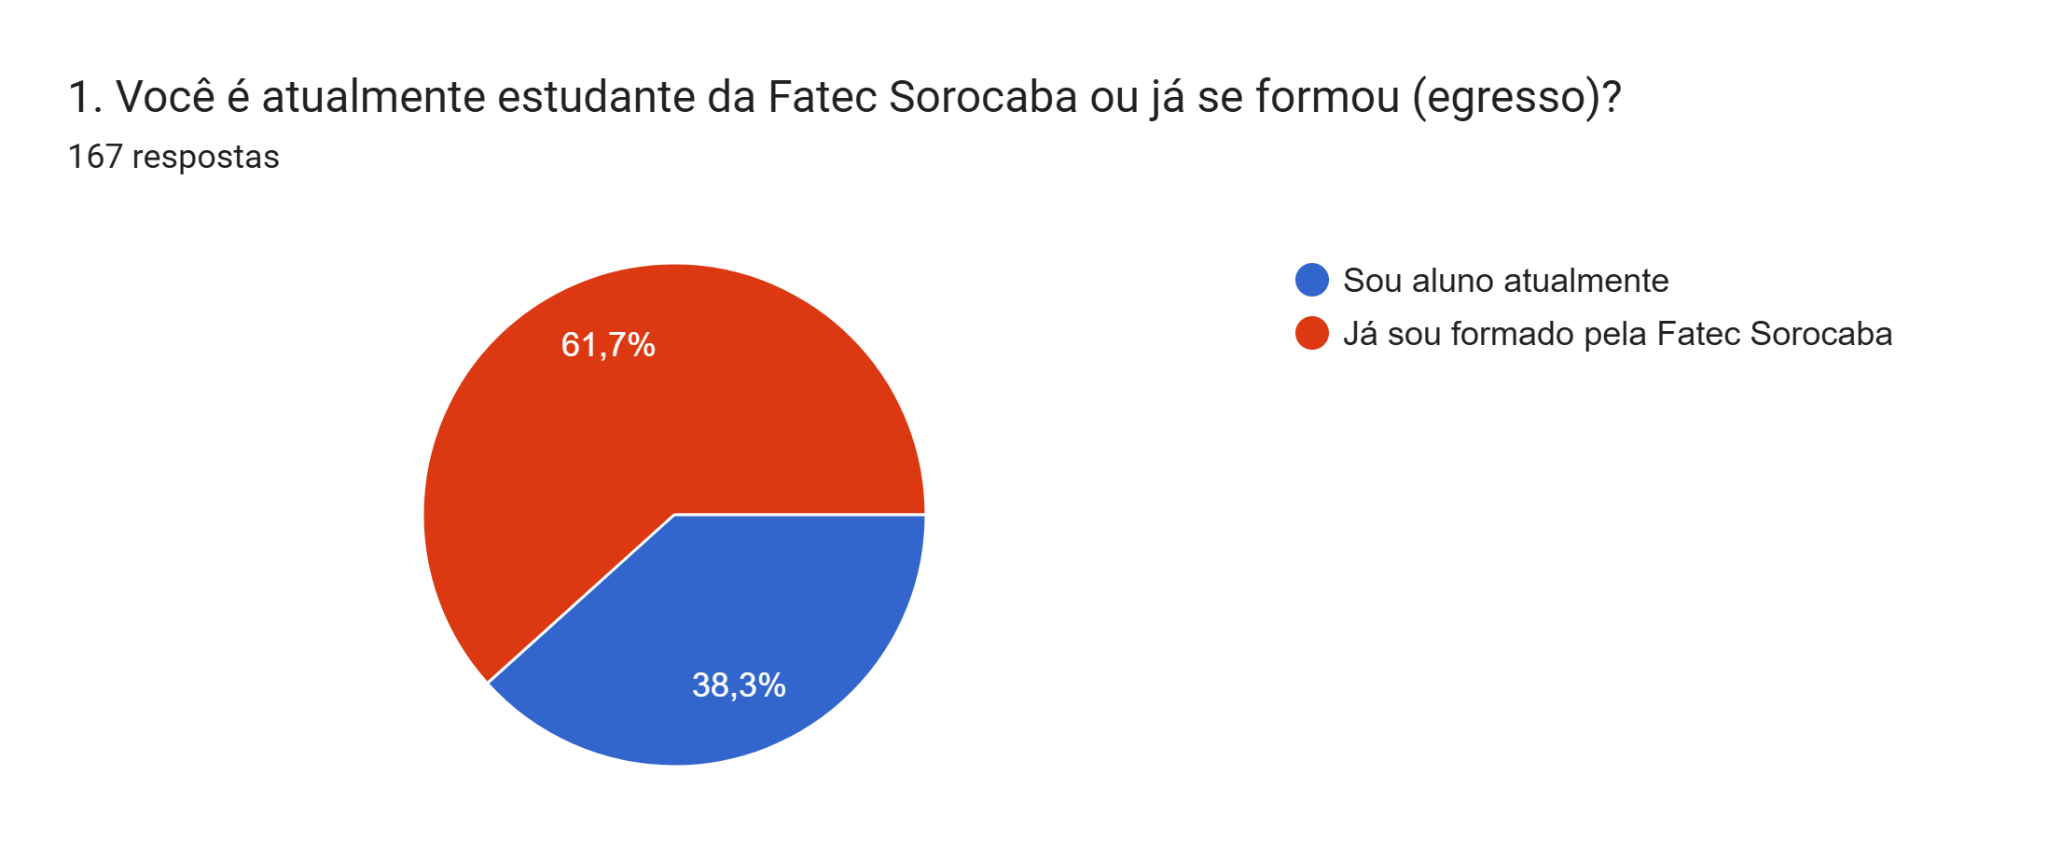 1. Você é atualmente estudante da Fatec Sorocaba ou já se formou (egresso)?
167 respostas
61,7%
38,3%
Sou aluno atualmente
Já sou formado pela Fatec Sorocaba